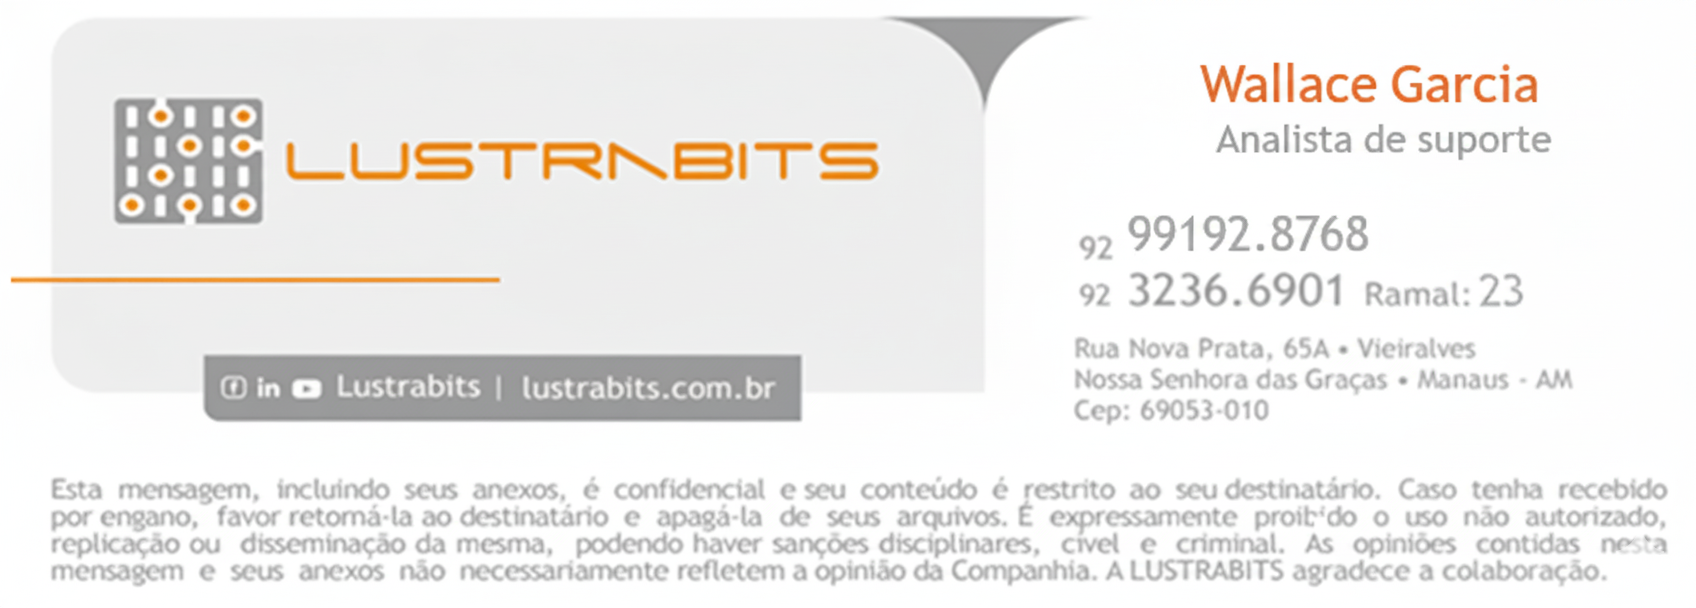 LUSTRABITS
Lustrabits | lustrabits.com.br
Wallace Garcia
Analista de suporte
92 99192.8768
92 3236.6901 Ramal: 23
Rua Nova Prata, 65A • Vieiralves
Nossa Senhora das Graças • Manaus - AM
Cep: 69053-010
Esta mensagem, incluindo seus anexos, é confidencial e seu conteúdo é restrito ao seu destinatário. Caso tenha recebido
por engano, favor retorná-la ao destinatário e apagá-la de seus arquivos. É expressamente proibido o uso não autorizado,
replicação ou disseminação da mesma, podendo haver sanções disciplinares, cível e criminal. As opiniões contidas nesta
mensagem e seus anexos não necessariamente refletem a opinião da Companhia. A LUSTRABITS agradece a colaboração.